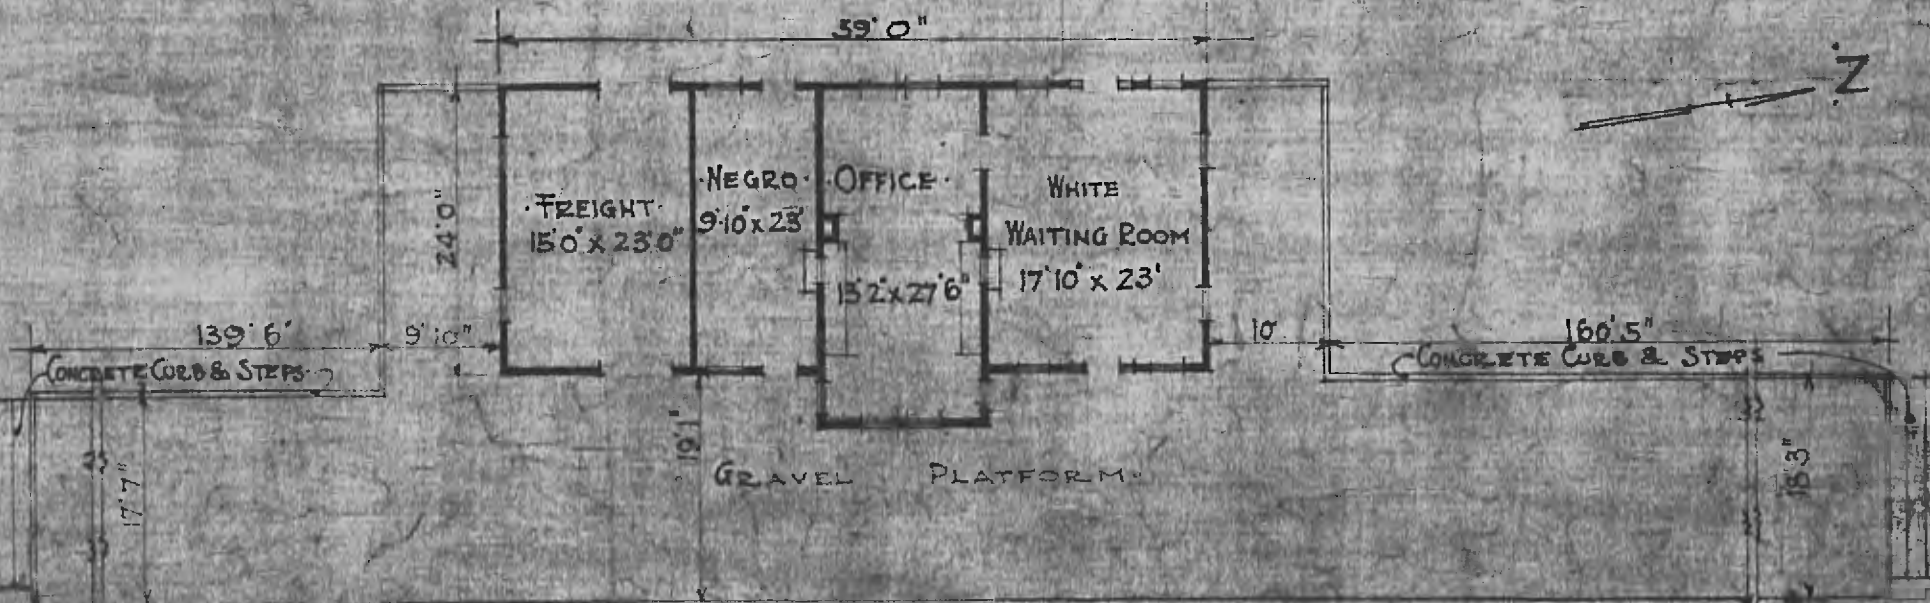 59'0"
Z
24'0"
·FREIGHT·
15'0" x 23'0"
·NEGRO·
9'10" x 23'
·OFFICE·
13'2" x 27'6"
WHITE
WAITING ROOM
17'10" x 23'
139'6"
9'10"
10'
160'5"
CONCRETE CURB & STEPS
CONCRETE CURB & STEPS
17'7"
19'1"
18'3"
GRAVEL PLATFORM